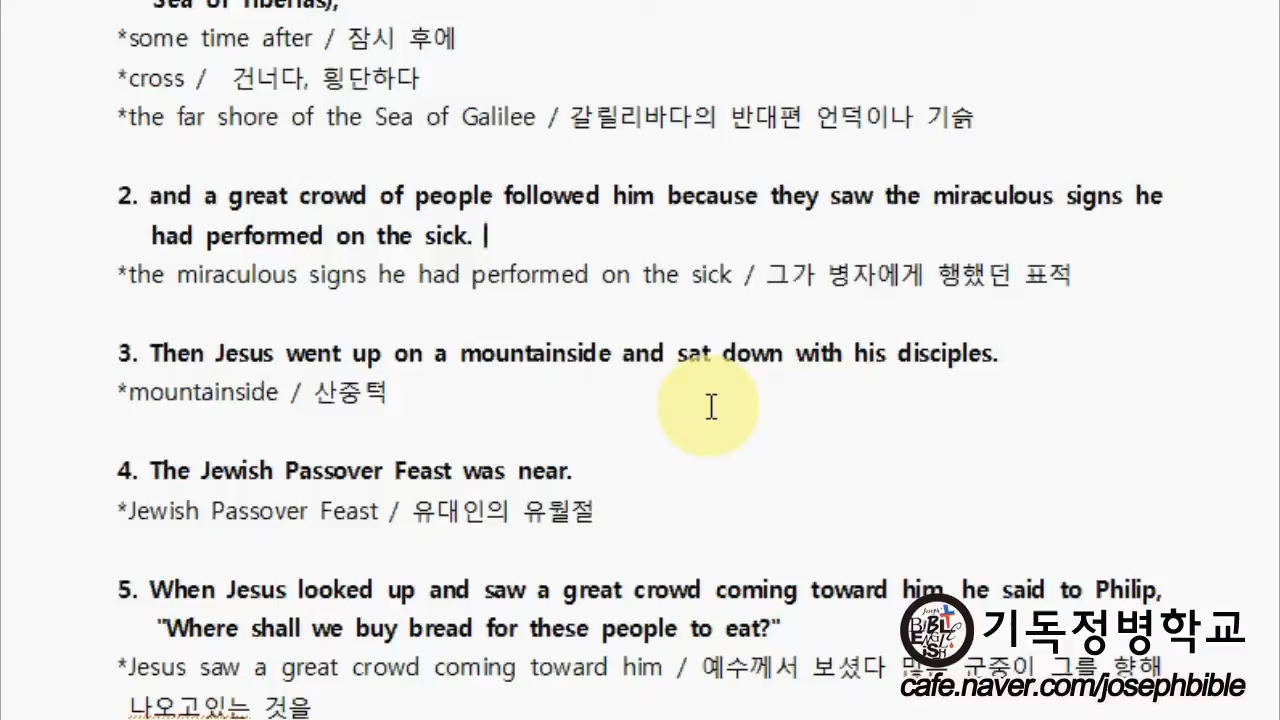 Sea of Tiberias),
*some time after / 잠시 후에
*cross / 건너다, 횡단하다
*the far shore of the Sea of Galilee / 갈릴리바다의 반대편 언덕이나 기슭
2. and a great crowd of people followed him because they saw the miraculous signs he
had performed on the sick.
*the miraculous signs he had performed on the sick / 그가 병자에게 행했던 표적
3. Then Jesus went up on a mountainside and sat down with his disciples.
*mountainside / 산중턱
4. The Jewish Passover Feast was near.
*Jewish Passover Feast / 유대인의 유월절
5. When Jesus looked up and saw a great crowd coming toward him, he said to Philip,
"Where shall we buy bread for these people to eat?"
*Jesus saw a great crowd coming toward him / 예수께서 보셨다 많은 군중이 그를 향해
나오고있는 것을
Joseph's
BIBLE
ENGLISH
기독정병학교
cafe.naver.com/josephbible